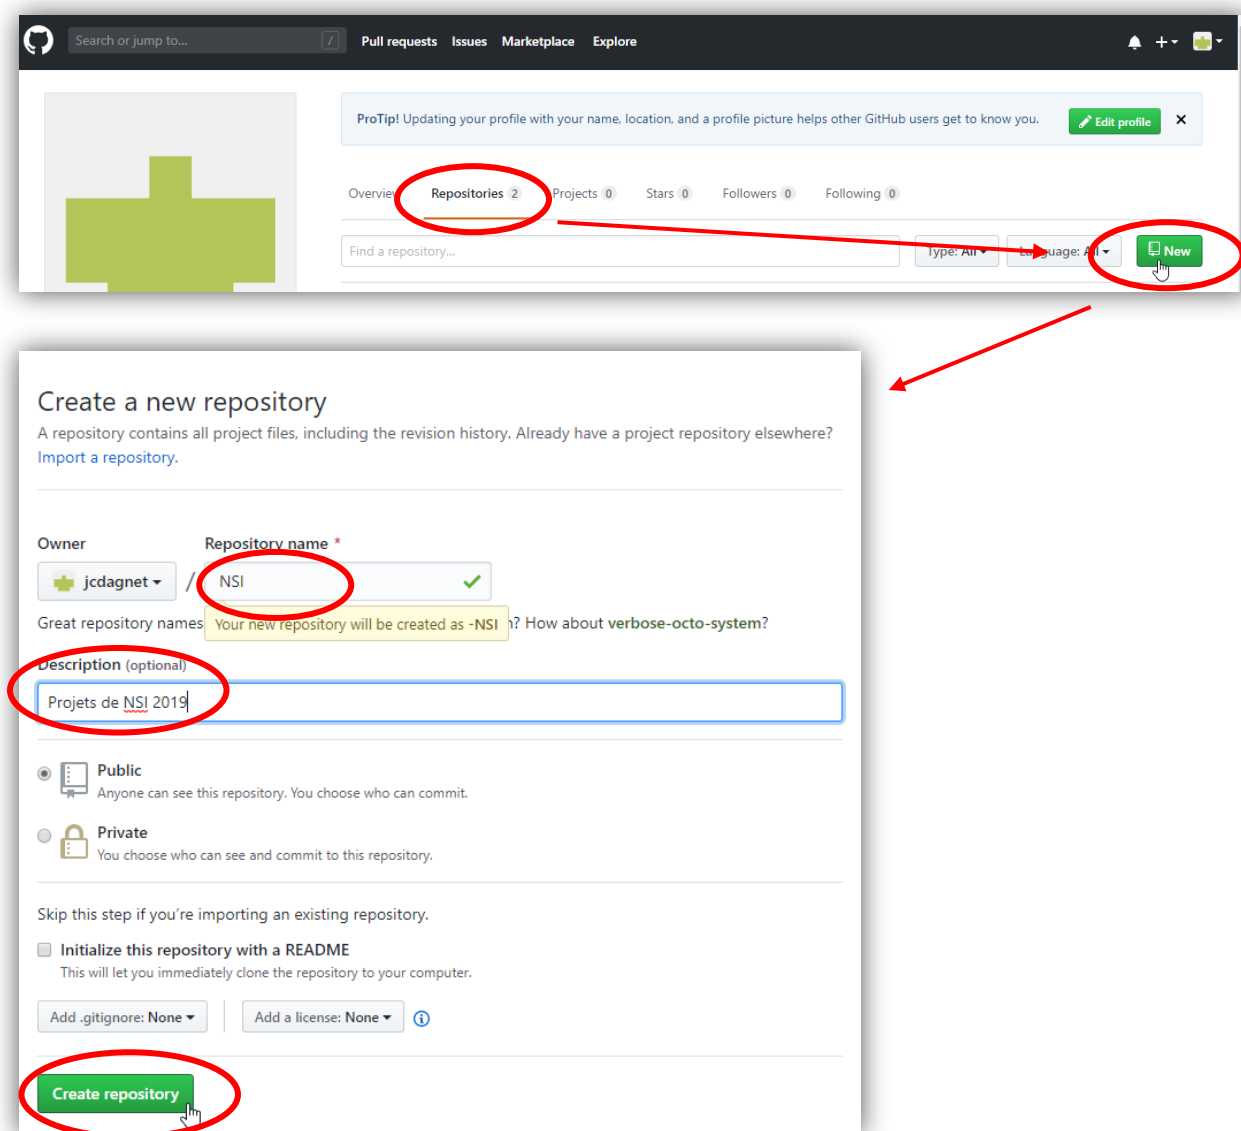 Search or jump to... /
Pull requests Issues Marketplace Explore
ProTip! Updating your profile with your name, location, and a profile picture helps other GitHub users get to know you.
Edit profile
Overview Repositories 2 Projects 0 Stars 0 Followers 0 Following 0
Find a repository... Type: All Language: All New
Create a new repository
A repository contains all project files, including the revision history. Already have a project repository elsewhere?
Import a repository.
Owner Repository name *
jcdagnet / NSI
Great repository names ? How about verbose-octo-system?
Your new repository will be created as -NSI
Description (optional)
Projets de NSI 2019
Public
Anyone can see this repository. You choose who can commit.
Private
You choose who can see and commit to this repository.
Skip this step if you're importing an existing repository.
Initialize this repository with a README
This will let you immediately clone the repository to your computer.
Add .gitignore: None Add a license: None
Create repository